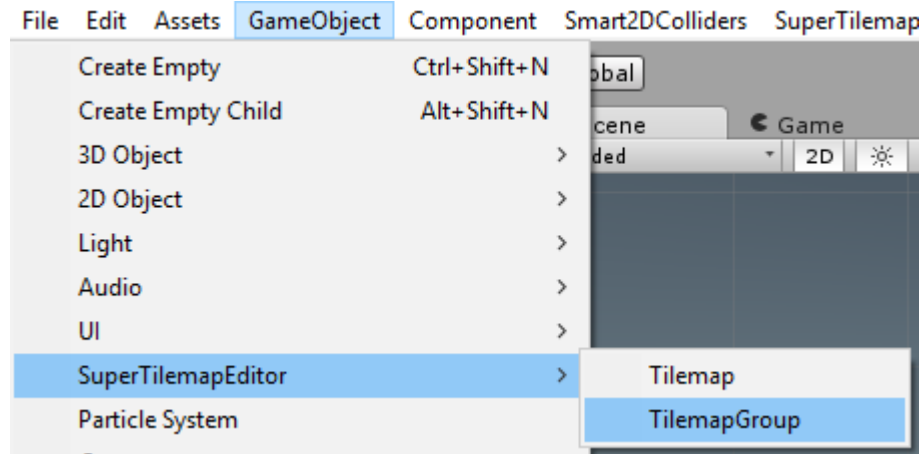 File Edit Assets GameObject Component Smart2DColliders SuperTilemap
Create Empty Ctrl+Shift+N obal
Create Empty Child Alt+Shift+N cene Game
3D Object ded 2D
2D Object
Light
Audio
UI
SuperTilemapEditor Tilemap
Particle System TilemapGroup